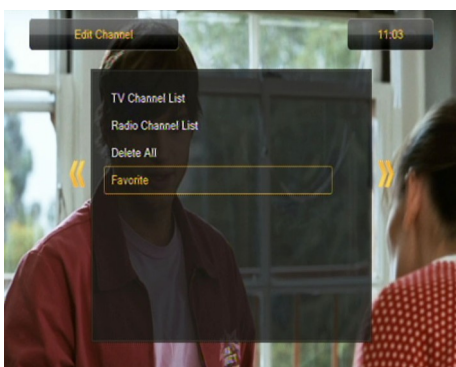 Edit Channel
11:03
TV Channel List
Radio Channel List
Delete All
Favorite